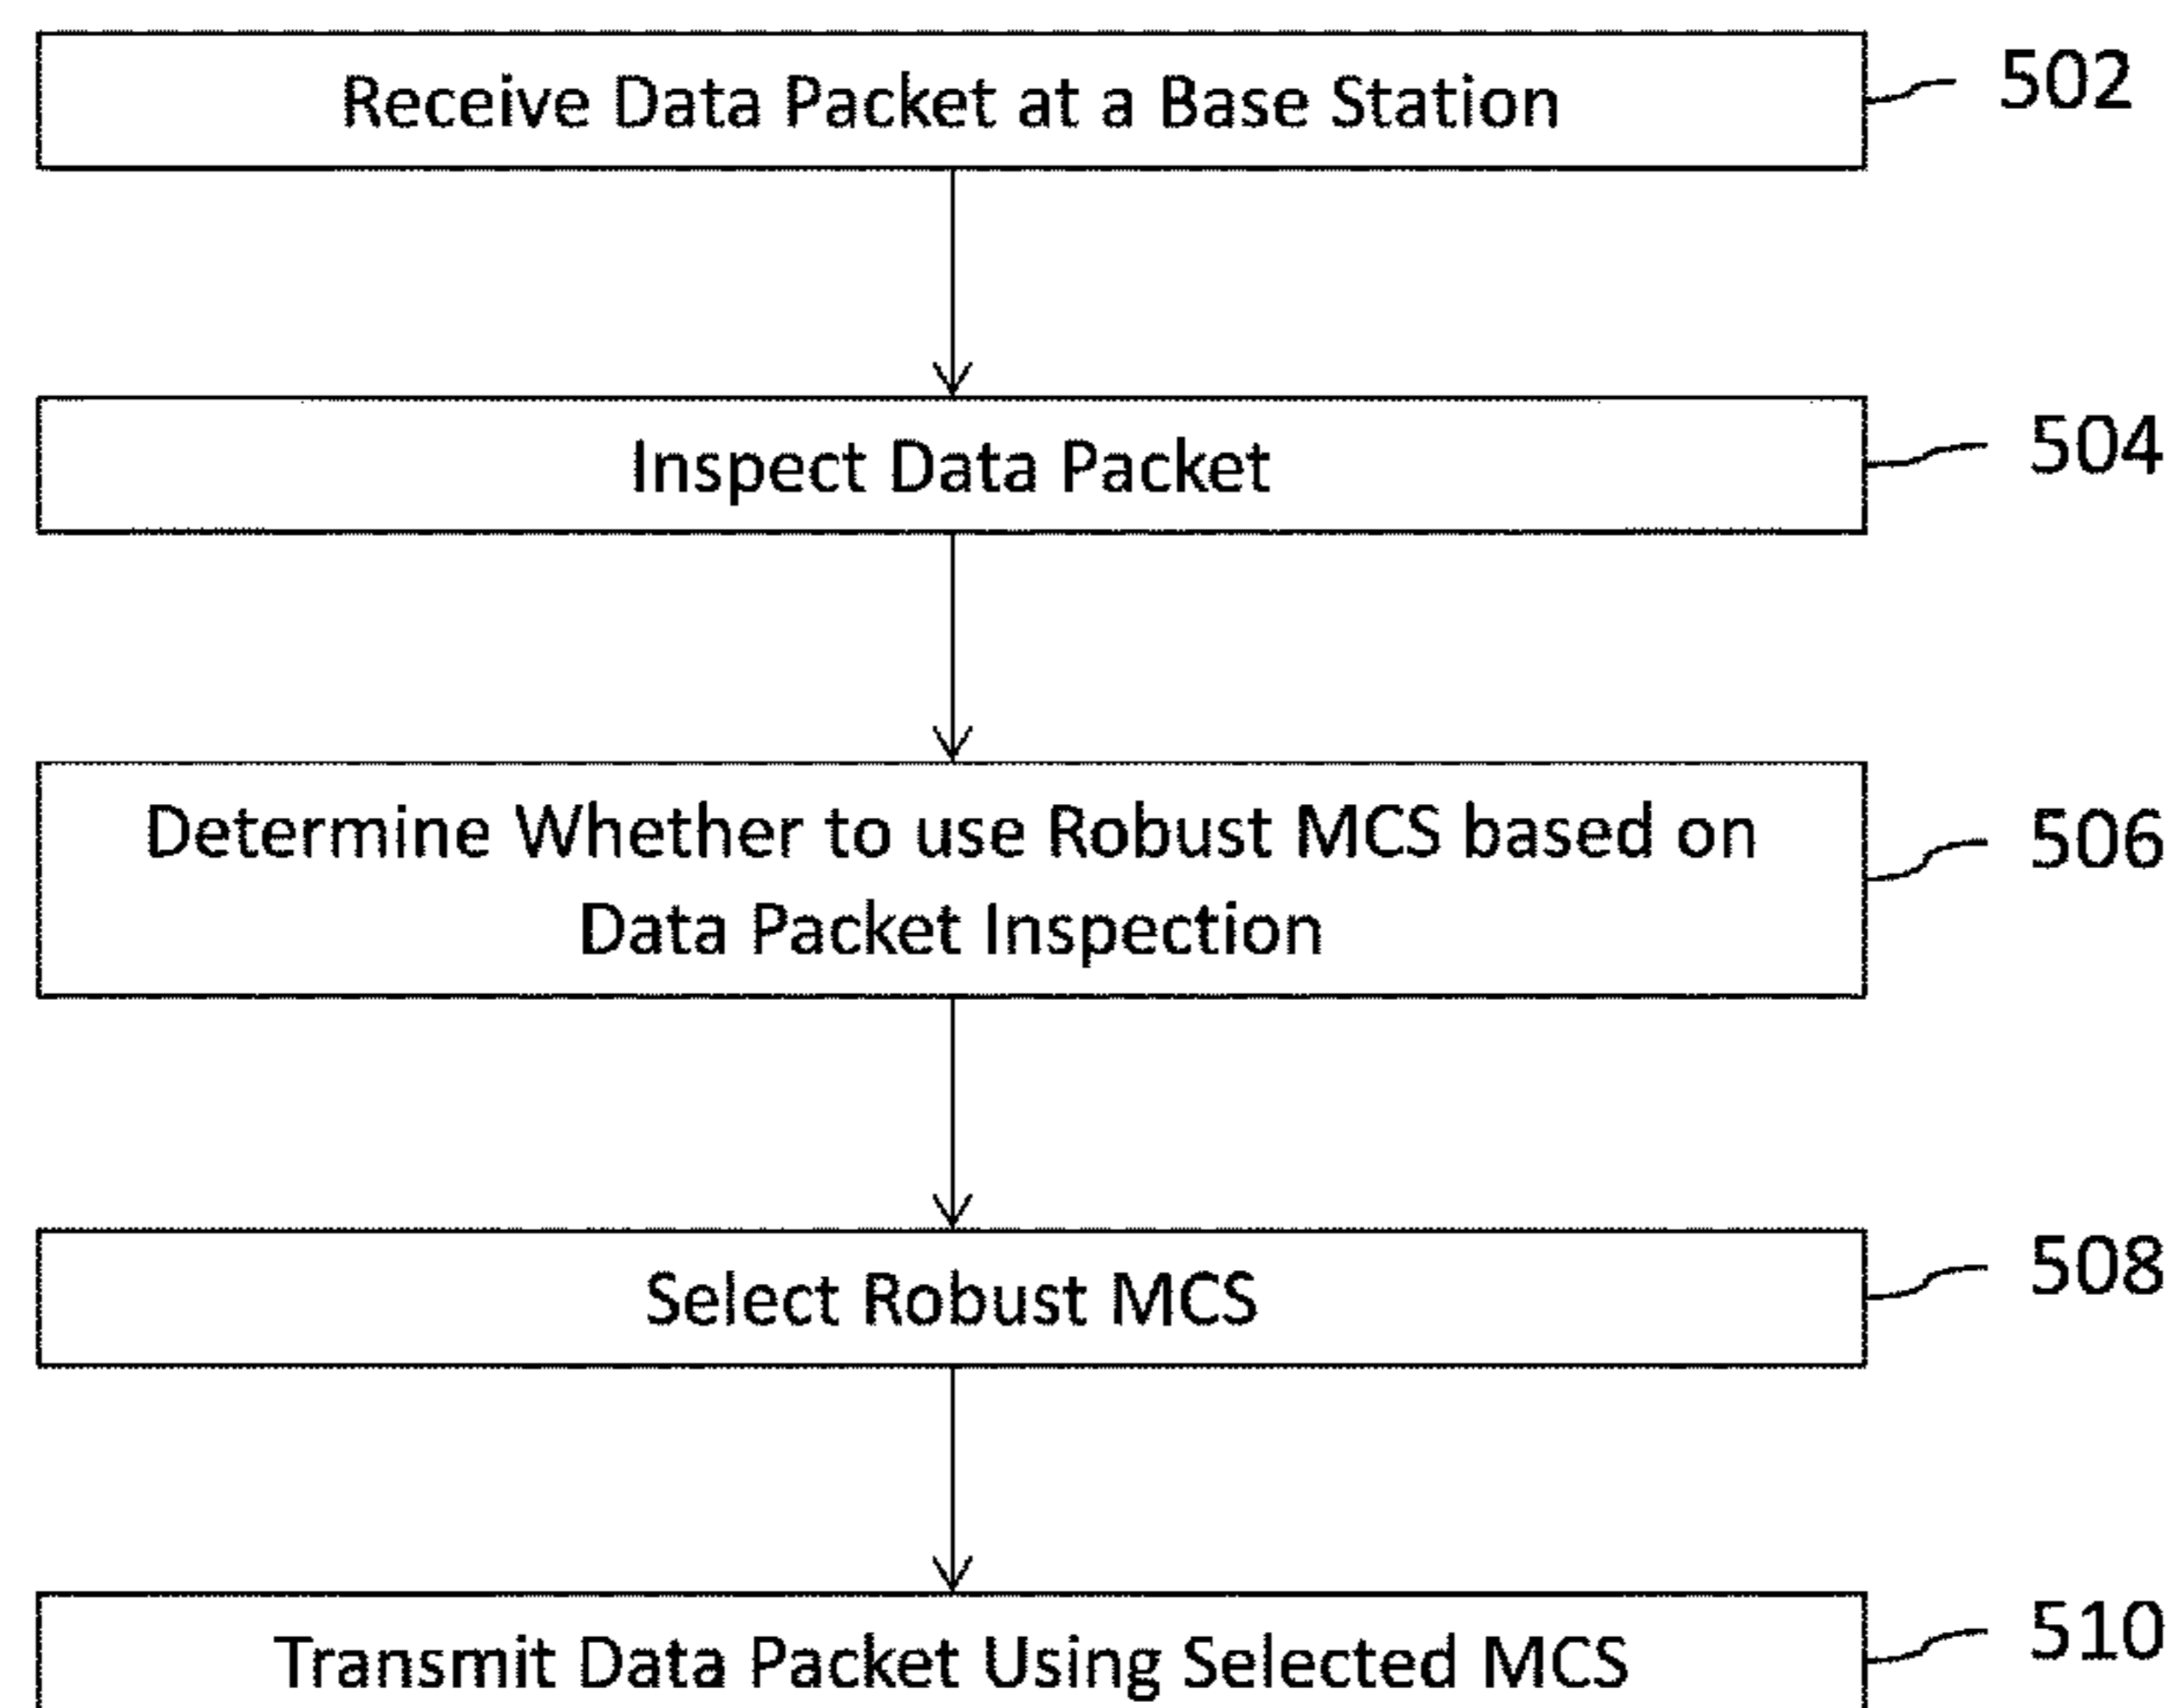 Receive Data Packet at a Base Station
502
Inspect Data Packet
504
Determine Whether to use Robust MCS based on
Data Packet Inspection
506
Select Robust MCS
508
Transmit Data Packet Using Selected MCS
510